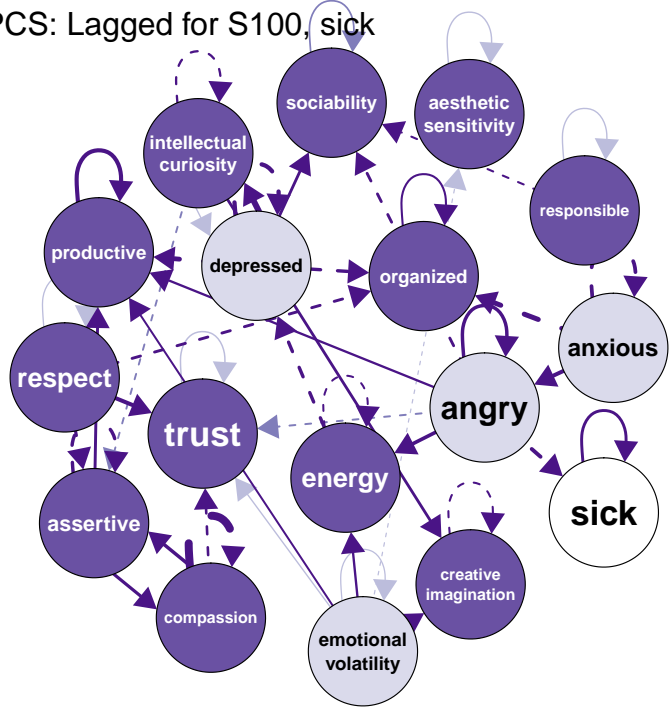 PCS: Lagged for S100, sick
sociability
aesthetic
sensitivity
intellectual
curiosity
responsible
productive
depressed
organized
anxious
respect
trust
angry
energy
sick
assertive
creative
imagination
compassion
emotional
volatility